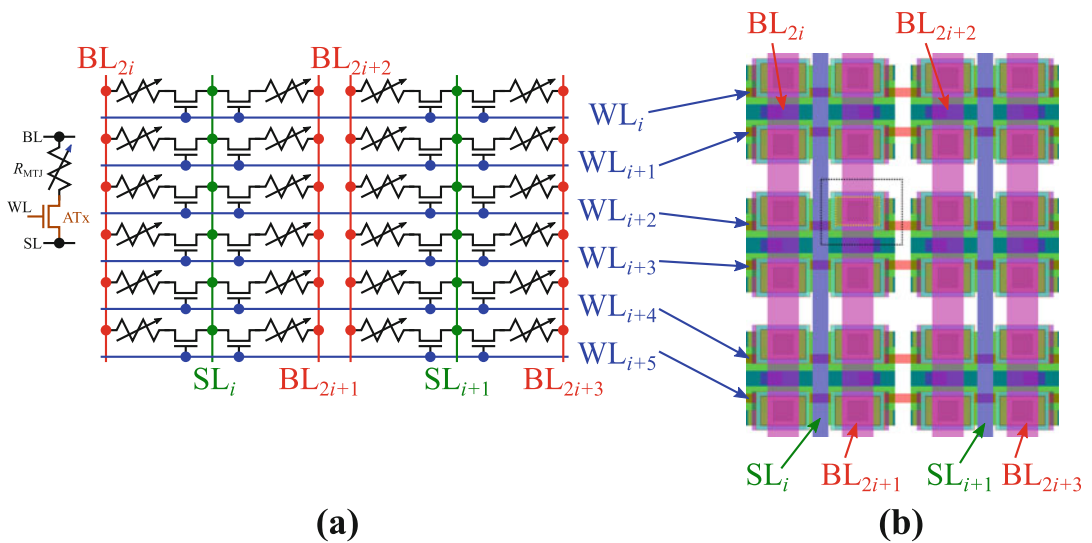 BL2i BL2i+2
BL
RMTJ
WL
ATx
SL
SLi BL2i+1 SLi+1 BL2i+3
WLi
WLi+1
WLi+2
WLi+3
WLi+4
WLi+5
BL2i BL2i+2
SLi BL2i+1 SLi+1 BL2i+3
(a) (b)